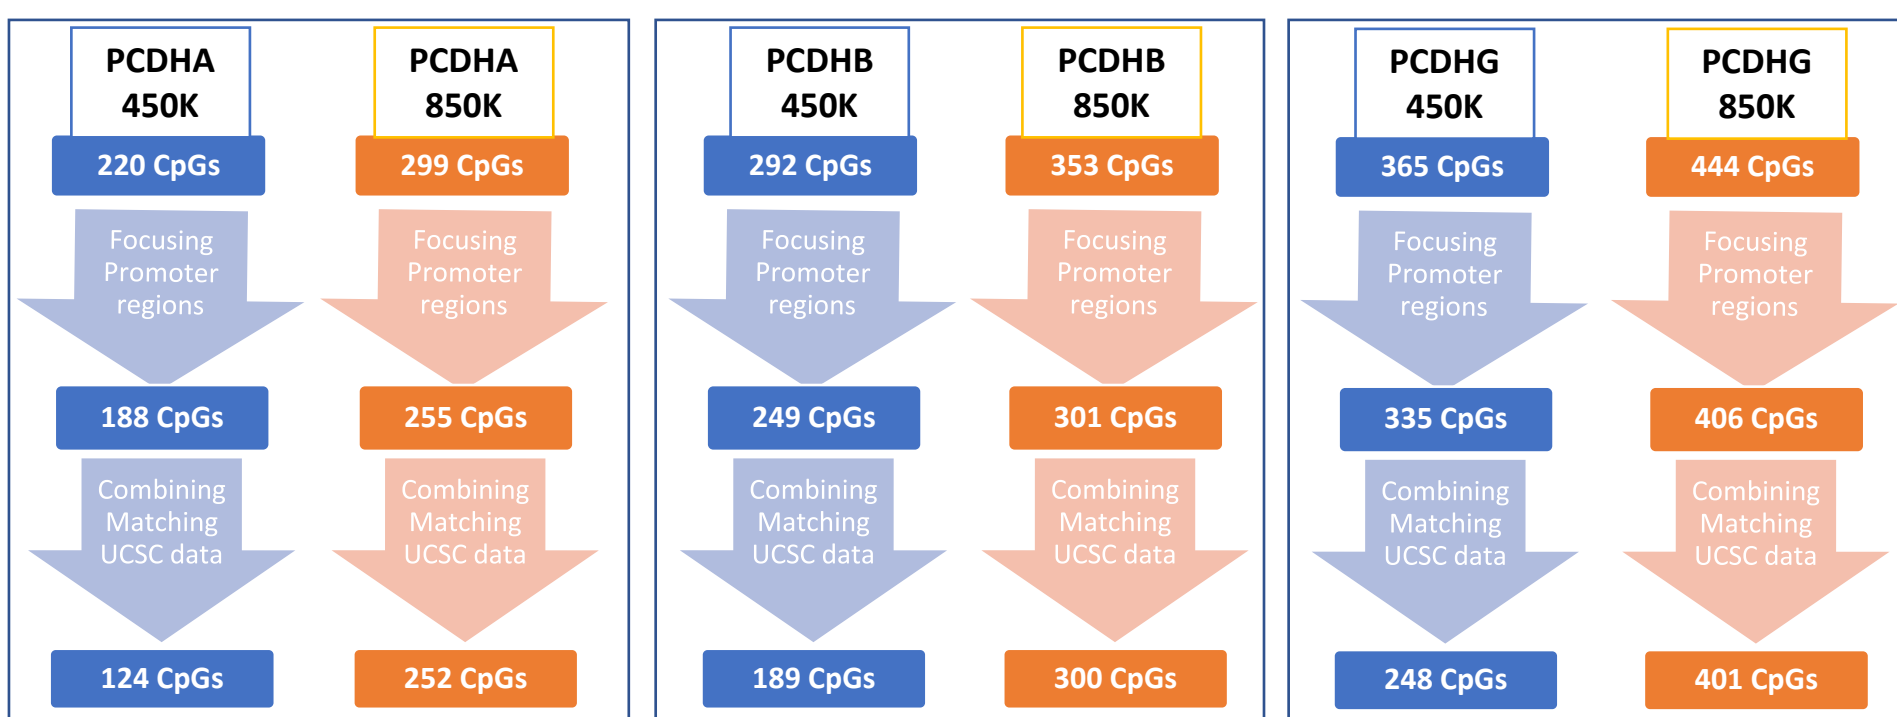 PCDHA
450K
220 CpGs
Focusing
Promoter
regions
188 CpGs
Combining
Matching
UCSC data
124 CpGs
PCDHA
850K
299 CpGs
Focusing
Promoter
regions
255 CpGs
Combining
Matching
UCSC data
252 CpGs
PCDHB
450K
292 CpGs
Focusing
Promoter
regions
249 CpGs
Combining
Matching
UCSC data
189 CpGs
PCDHB
850K
353 CpGs
Focusing
Promoter
regions
301 CpGs
Combining
Matching
UCSC data
300 CpGs
PCDHG
450K
365 CpGs
Focusing
Promoter
regions
335 CpGs
Combining
Matching
UCSC data
248 CpGs
PCDHG
850K
444 CpGs
Focusing
Promoter
regions
406 CpGs
Combining
Matching
UCSC data
401 CpGs